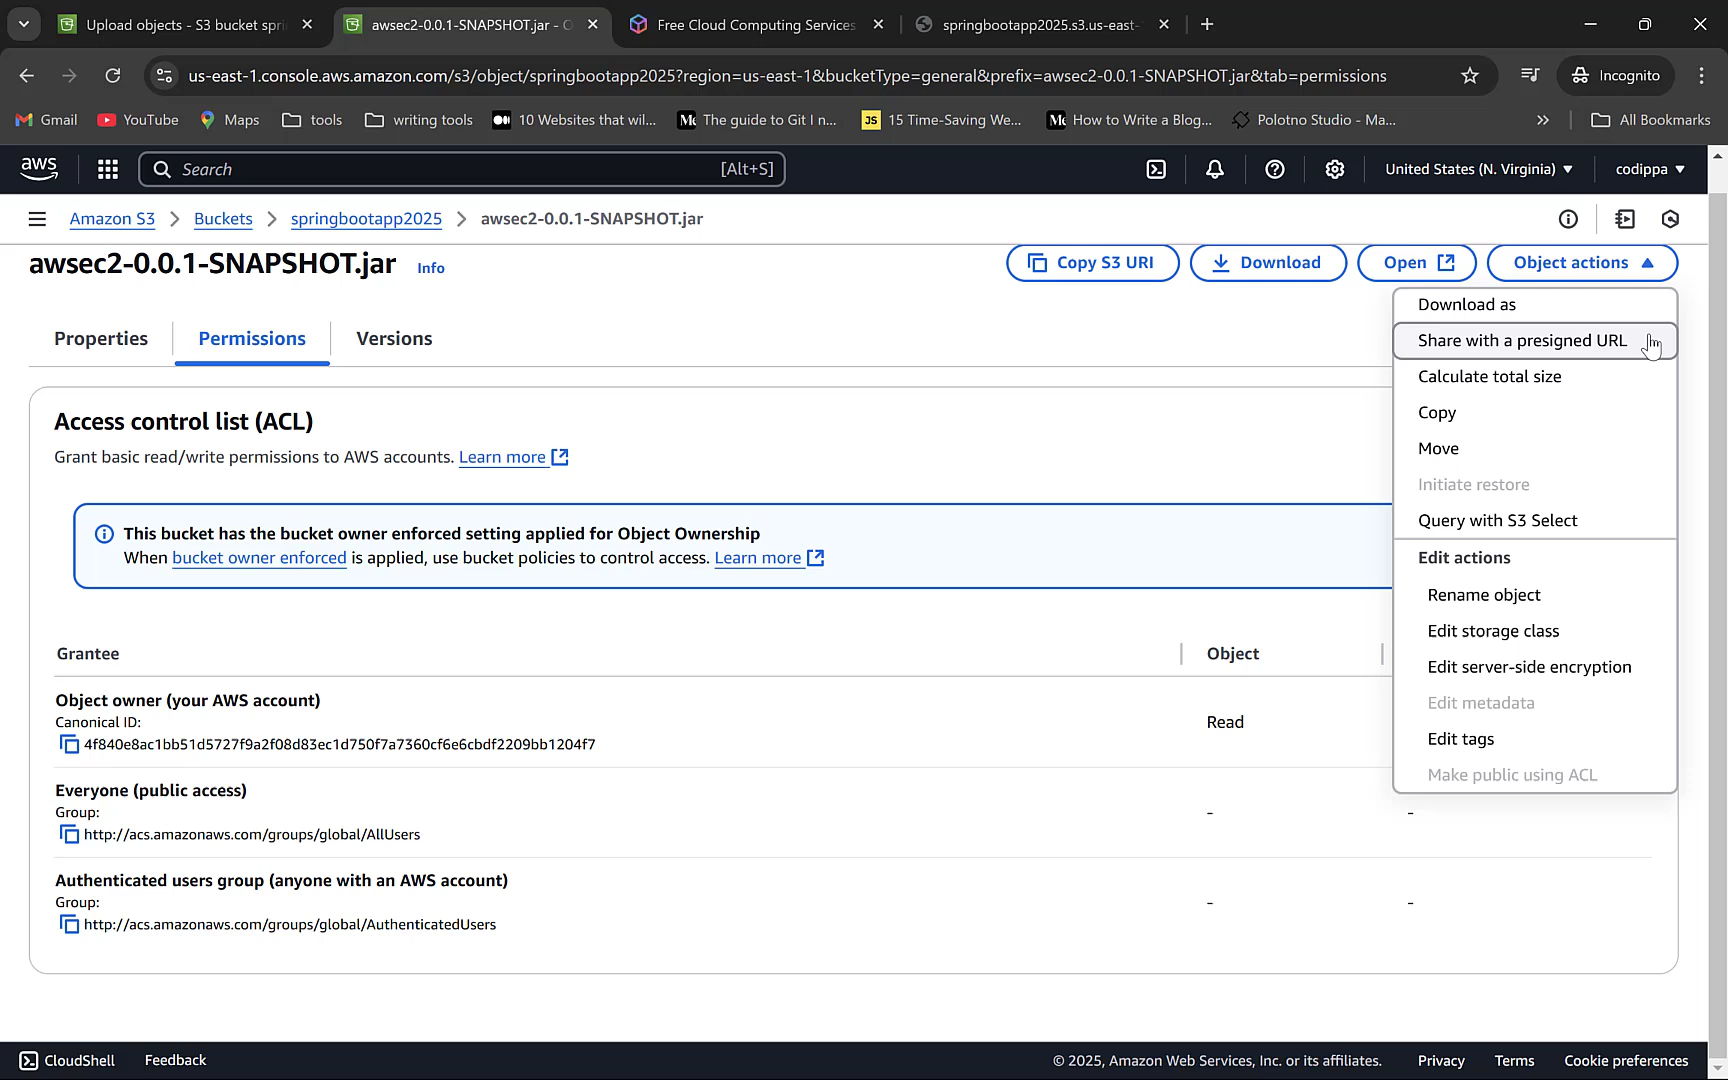 Upload objects - S3 bucket spri
awsec2-0.0.1-SNAPSHOT.jar - O
Free Cloud Computing Services
springbootapp2025.s3.us-east-
us-east-1.console.aws.amazon.com/s3/object/springbootapp2025?region=us-east-1&bucketType=general&prefix=awsec2-0.0.1-SNAPSHOT.jar&tab=permissions
Incognito
Gmail
YouTube
Maps
tools
writing tools
10 Websites that wil...
The guide to Git I n...
JS
15 Time-Saving We...
How to Write a Blog...
Polotno Studio - Ma...
All Bookmarks
aws
Search
[Alt+S]
United States (N. Virginia)
codippa
Amazon S3
Buckets
springbootapp2025
awsec2-0.0.1-SNAPSHOT.jar
awsec2-0.0.1-SNAPSHOT.jar
Info
Copy S3 URI
Download
Open
Object actions
Download as
Share with a presigned URL
Calculate total size
Copy
Move
Initiate restore
Query with S3 Select
Edit actions
Rename object
Edit storage class
Edit server-side encryption
Edit metadata
Edit tags
Make public using ACL
Properties
Permissions
Versions
Access control list (ACL)
Grant basic read/write permissions to AWS accounts. Learn more
This bucket has the bucket owner enforced setting applied for Object Ownership
When bucket owner enforced is applied, use bucket policies to control access. Learn more
Grantee
Object
Object owner (your AWS account)
Canonical ID:
4f840e8ac1bb51d5727f9a2f08d83ec1d750f7a7360cf6e6cbdf2209bb1204f7
Read
Everyone (public access)
Group:
http://acs.amazonaws.com/groups/global/AllUsers
-
-
Authenticated users group (anyone with an AWS account)
Group:
http://acs.amazonaws.com/groups/global/AuthenticatedUsers
-
-
CloudShell
Feedback
© 2025, Amazon Web Services, Inc. or its affiliates.
Privacy
Terms
Cookie preferences